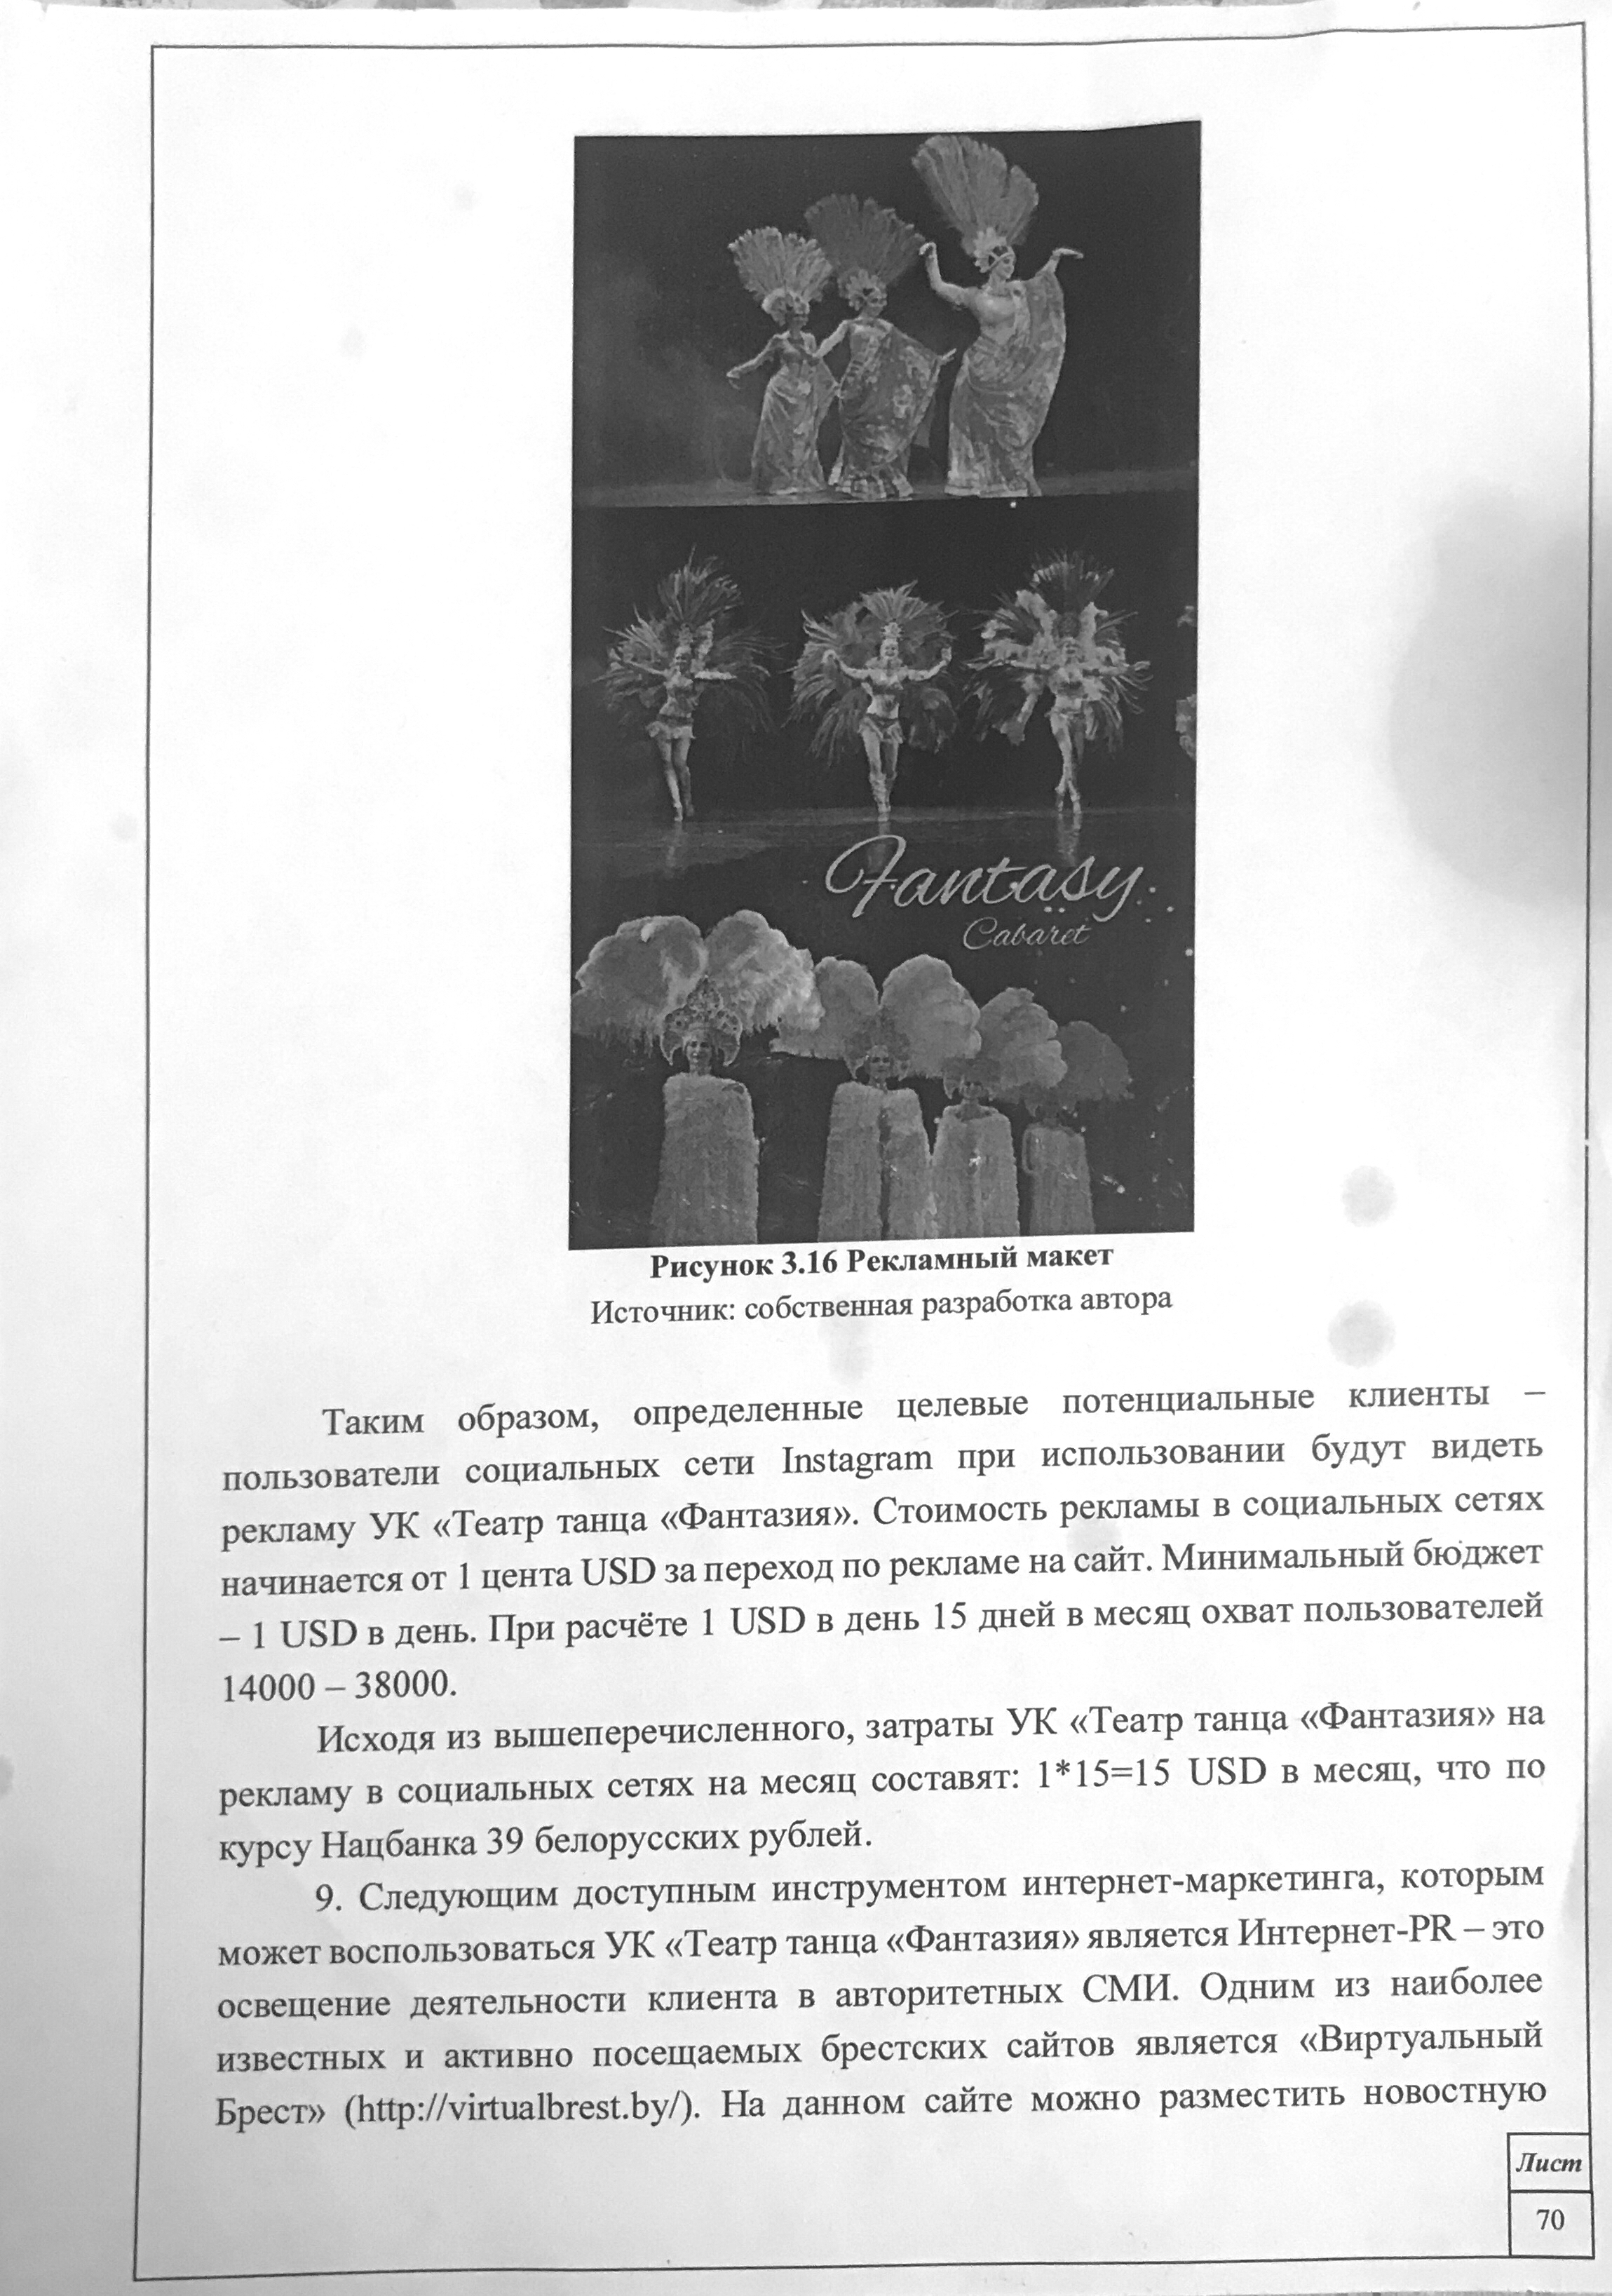 Fantasy
Cabaret
Рисунок 3.16 Рекламный макет
Источник: собственная разработка автора
Таким образом, определенные целевые потенциальные клиенты –
пользователи социальных сети Instagram при использовании будут видеть
рекламу УК «Театр танца «Фантазия». Стоимость рекламы в социальных сетях
начинается от 1 цента USD за переход по рекламе на сайт. Минимальный бюджет
– 1 USD в день. При расчёте 1 USD в день 15 дней в месяц охват пользователей
14000 – 38000.
Исходя из вышеперечисленного, затраты УК «Театр танца «Фантазия» на
рекламу в социальных сетях на месяц составят: 1*15=15 USD в месяц, что по
курсу Нацбанка 39 белорусских рублей.
9. Следующим доступным инструментом интернет-маркетинга, которым
может воспользоваться УК «Театр танца «Фантазия» является Интернет-PR – это
освещение деятельности клиента в авторитетных СМИ. Одним из наиболее
известных и активно посещаемых брестских сайтов является «Виртуальный
Брест» (http://virtualbrest.by/). На данном сайте можно разместить новостную
Лист
70